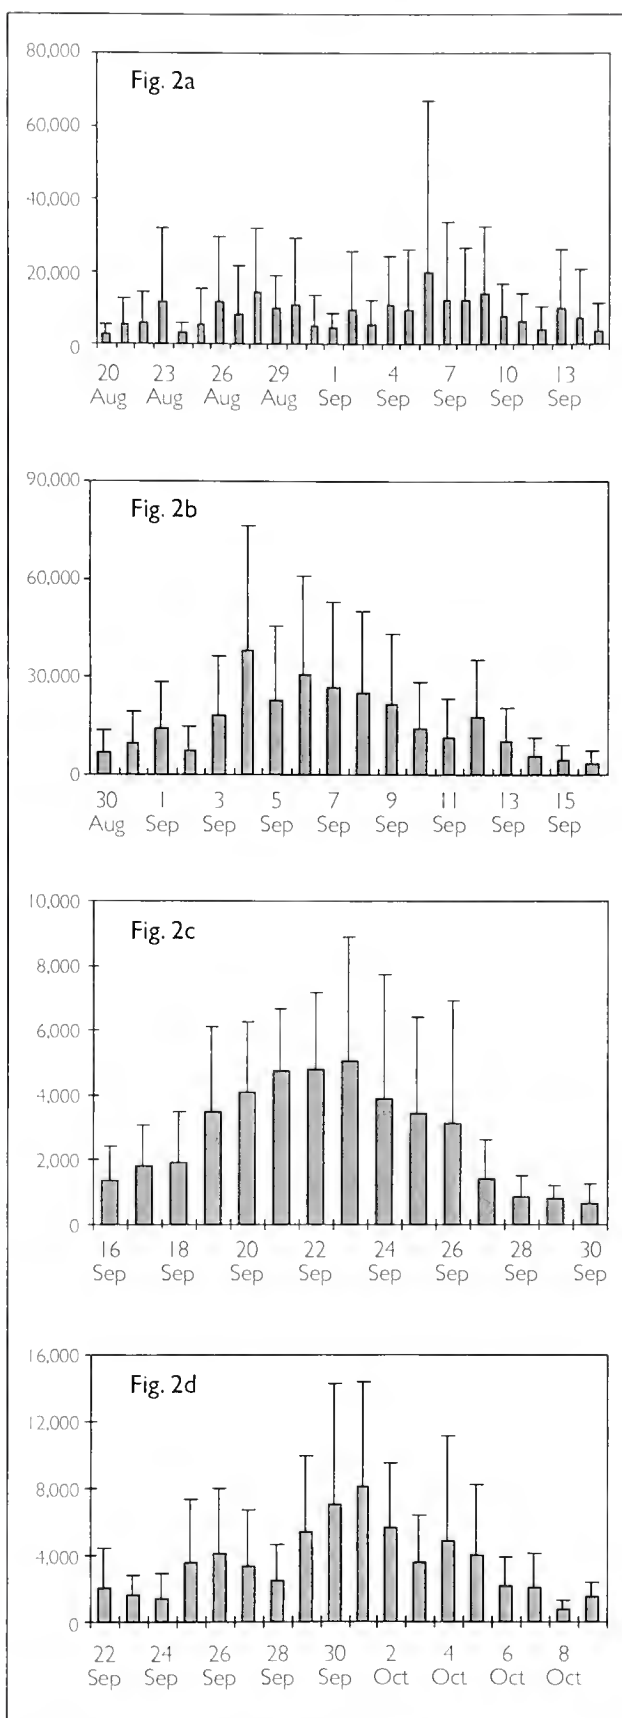 Fig. 2a
80,000
60,000
40,000
20,000
0
20 23 26 29 1 4 7 10 13
Aug Aug Aug Aug Sep Sep Sep Sep Sep
Fig. 2b
90,000
60,000
30,000
0
30 1 3 5 7 9 11 13 15
Aug Sep Sep Sep Sep Sep Sep Sep Sep
Fig. 2c
10,000
8,000
6,000
4,000
2,000
0
16 18 20 22 24 26 28 30
Sep Sep Sep Sep Sep Sep Sep Sep
Fig. 2d
16,000
12,000
8,000
4,000
0
22 24 26 28 30 2 4 6 8
Sep Sep Sep Sep Sep Oct Oct Oct Oct